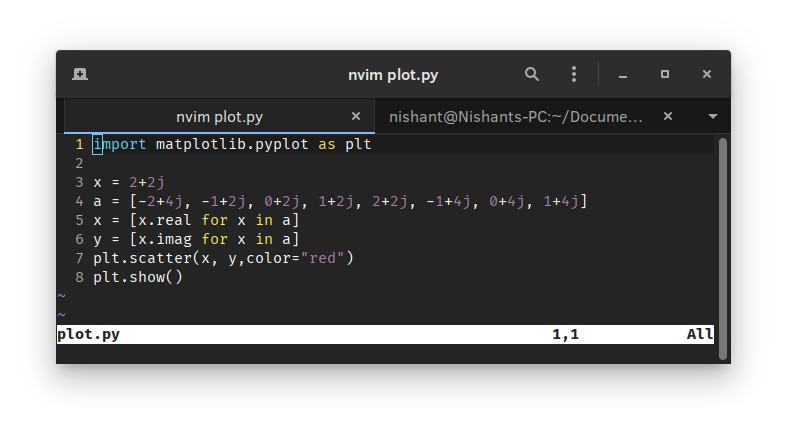 nvim plot.py
nvim plot.py nishant@Nishants-PC:~/Docume...
1 import matplotlib.pyplot as plt
2
3 x = 2+2j
4 a = [-2+4j, -1+2j, 0+2j, 1+2j, 2+2j, -1+4j, 0+4j, 1+4j]
5 x = [x.real for x in a]
6 y = [x.imag for x in a]
7 plt.scatter(x, y,color="red")
8 plt.show()
~
~
plot.py 1,1 All